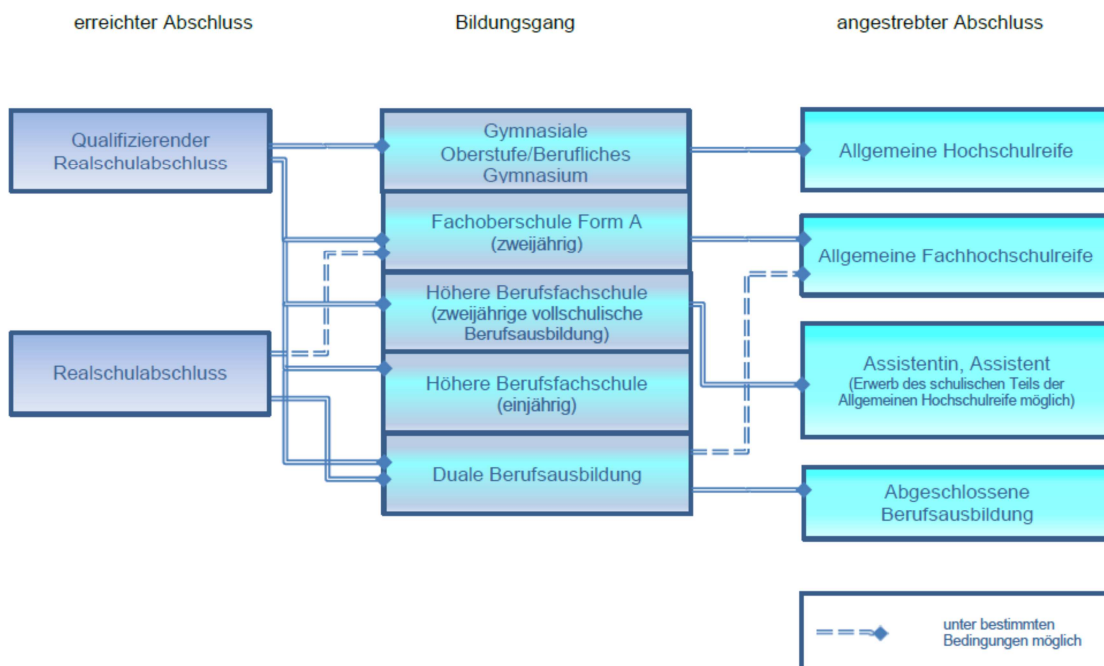 erreichter Abschluss
Bildungsgang
angestrebter Abschluss
Qualifizierender
Realschulabschluss
Realschulabschluss
Gymnasiale
Oberstufe/Berufliches
Gymnasium
Fachoberschule Form A
(zweijährig)
Höhere Berufsfachschule
(zweijährige vollschulische
Berufsausbildung)
Höhere Berufsfachschule
(einjährig)
Duale Berufsausbildung
Allgemeine Hochschulreife
Allgemeine Fachhochschulreife
Assistentin, Assistent
(Erwerb des schulischen Teils der
Allgemeinen Hochschulreife möglich)
Abgeschlossene
Berufsausbildung
unter bestimmten
Bedingungen möglich